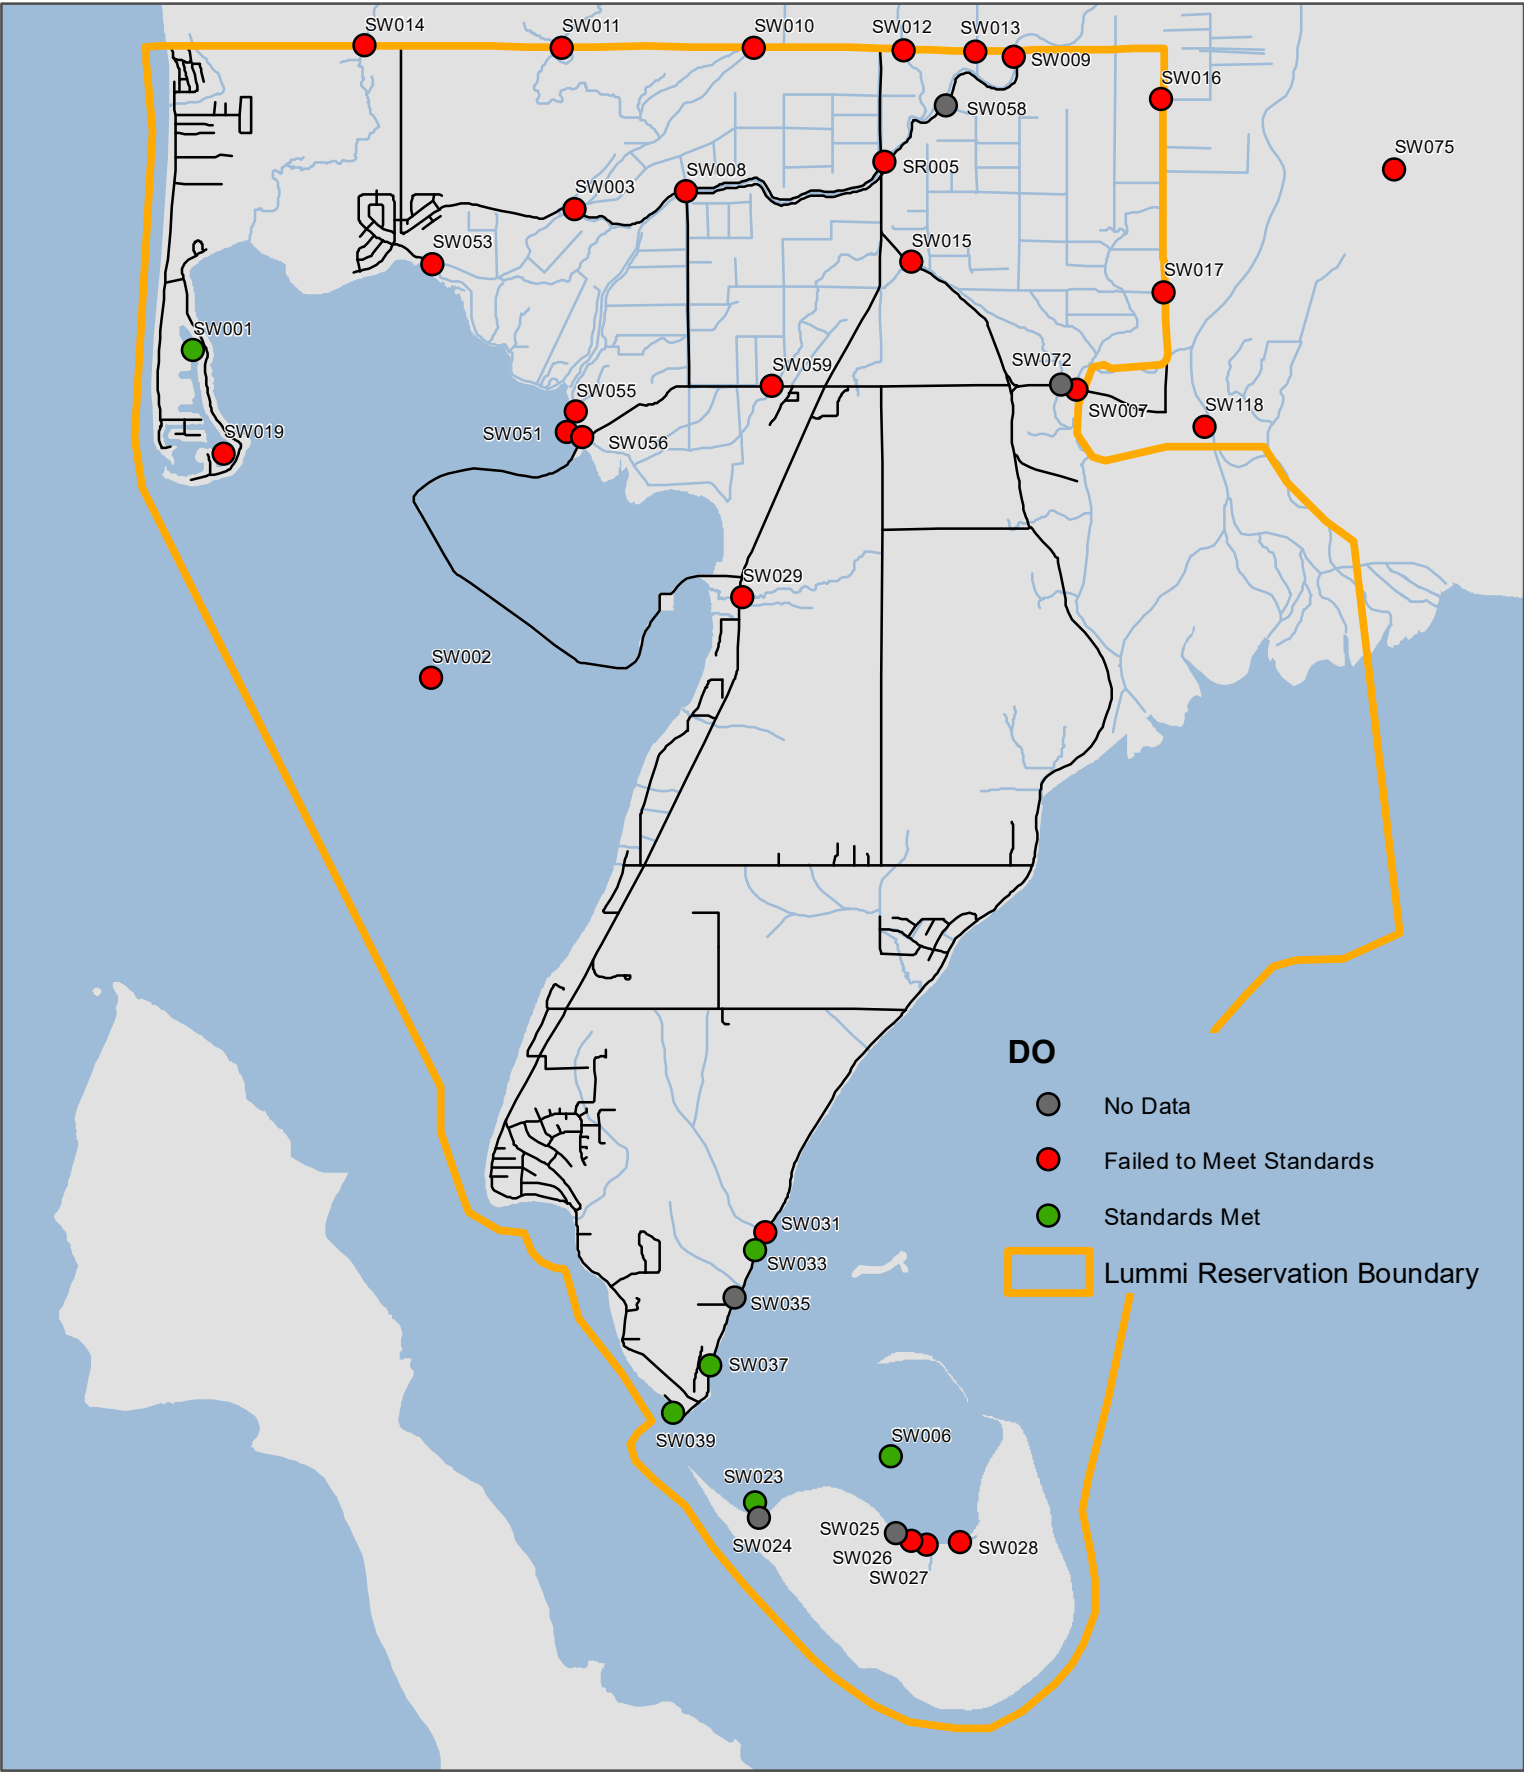 SW014
SW011
SW010
SW012
SW013
SW009
SW016
SW058
SW075
SR005
SW008
SW003
SW053
SW015
SW017
SW001
SW072
SW059
SW007
SW055
SW118
SW019
SW051
SW056
SW029
SW002
DO
No Data
Failed to Meet Standards
Standards Met
Lummi Reservation Boundary
SW031
SW033
SW035
SW037
SW039
SW006
SW023
SW024
SW025
SW026
SW027
SW028